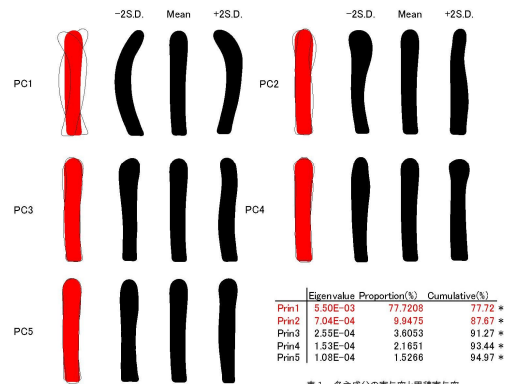 -2S.D. Mean +2S.D.
-2S.D. Mean +2S.D.
PC1
PC2
PC3
PC4
PC5
Eigenvalue Proportion(%) Cumulative(%)
Prin1 5.50E-03 77.7208 77.72 *
Prin2 7.04E-04 9.9475 87.67 *
Prin3 2.55E-04 3.6053 91.27 *
Prin4 1.53E-04 2.1651 93.44 *
Prin5 1.08E-04 1.5266 94.97 *